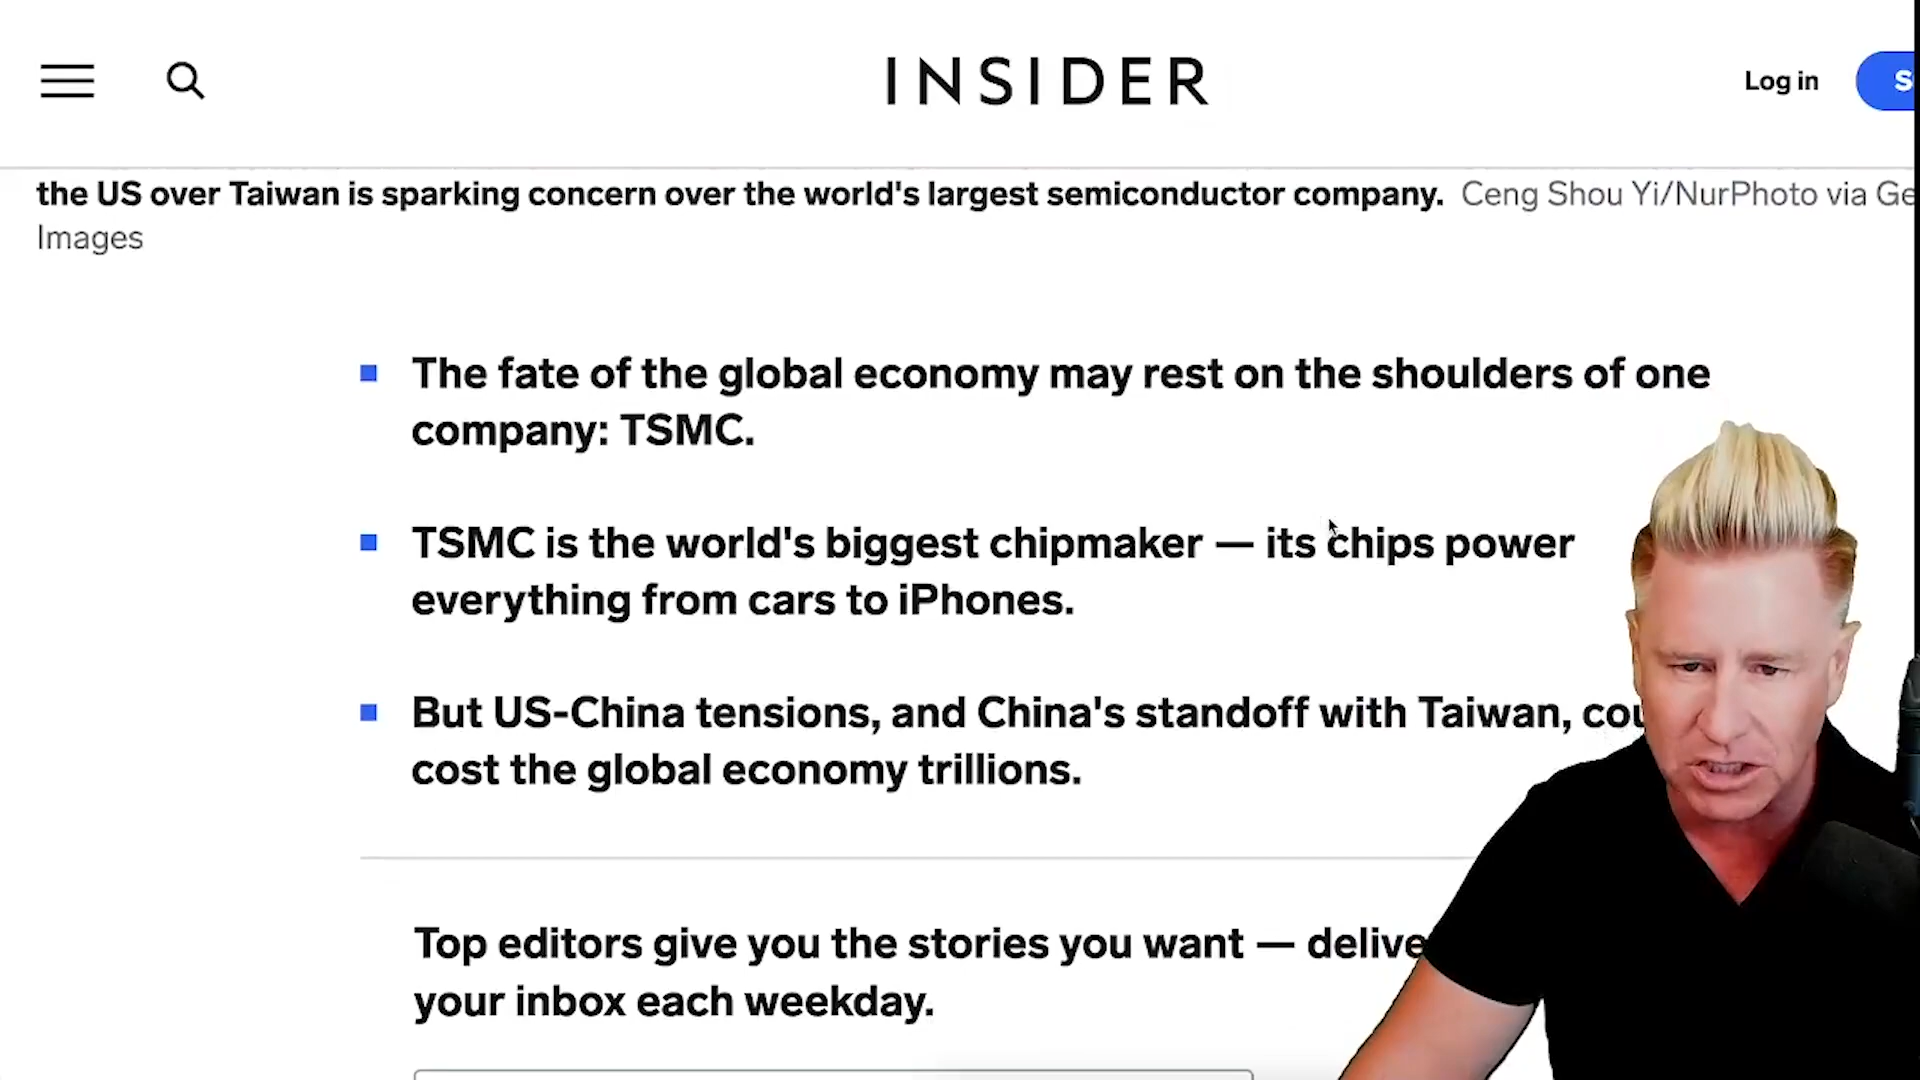 INSIDER
Log in
S
the US over Taiwan is sparking concern over the world's largest semiconductor company. Ceng Shou Yi/NurPhoto via Ge
Images
The fate of the global economy may rest on the shoulders of one
company: TSMC.
TSMC is the world's biggest chipmaker — its chips power
everything from cars to iPhones.
But US-China tensions, and China's standoff with Taiwan, cou
cost the global economy trillions.
Top editors give you the stories you want — delive
your inbox each weekday.